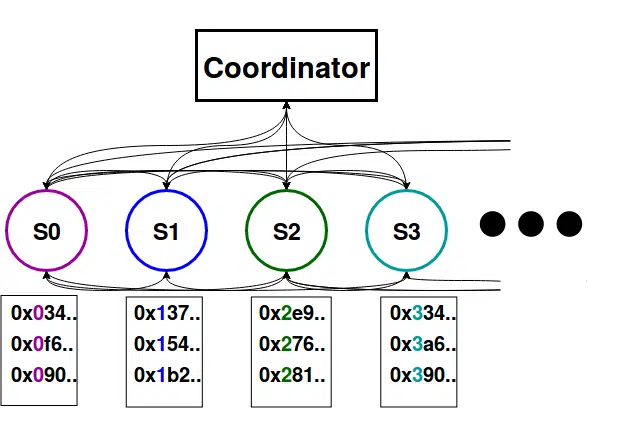 Coordinator
S0 S1 S2 S3
0x034.. 0x137.. 0x2e9.. 0x334..
0x0f6.. 0x154.. 0x276.. 0x3a6..
0x090.. 0x1b2.. 0x281.. 0x390..